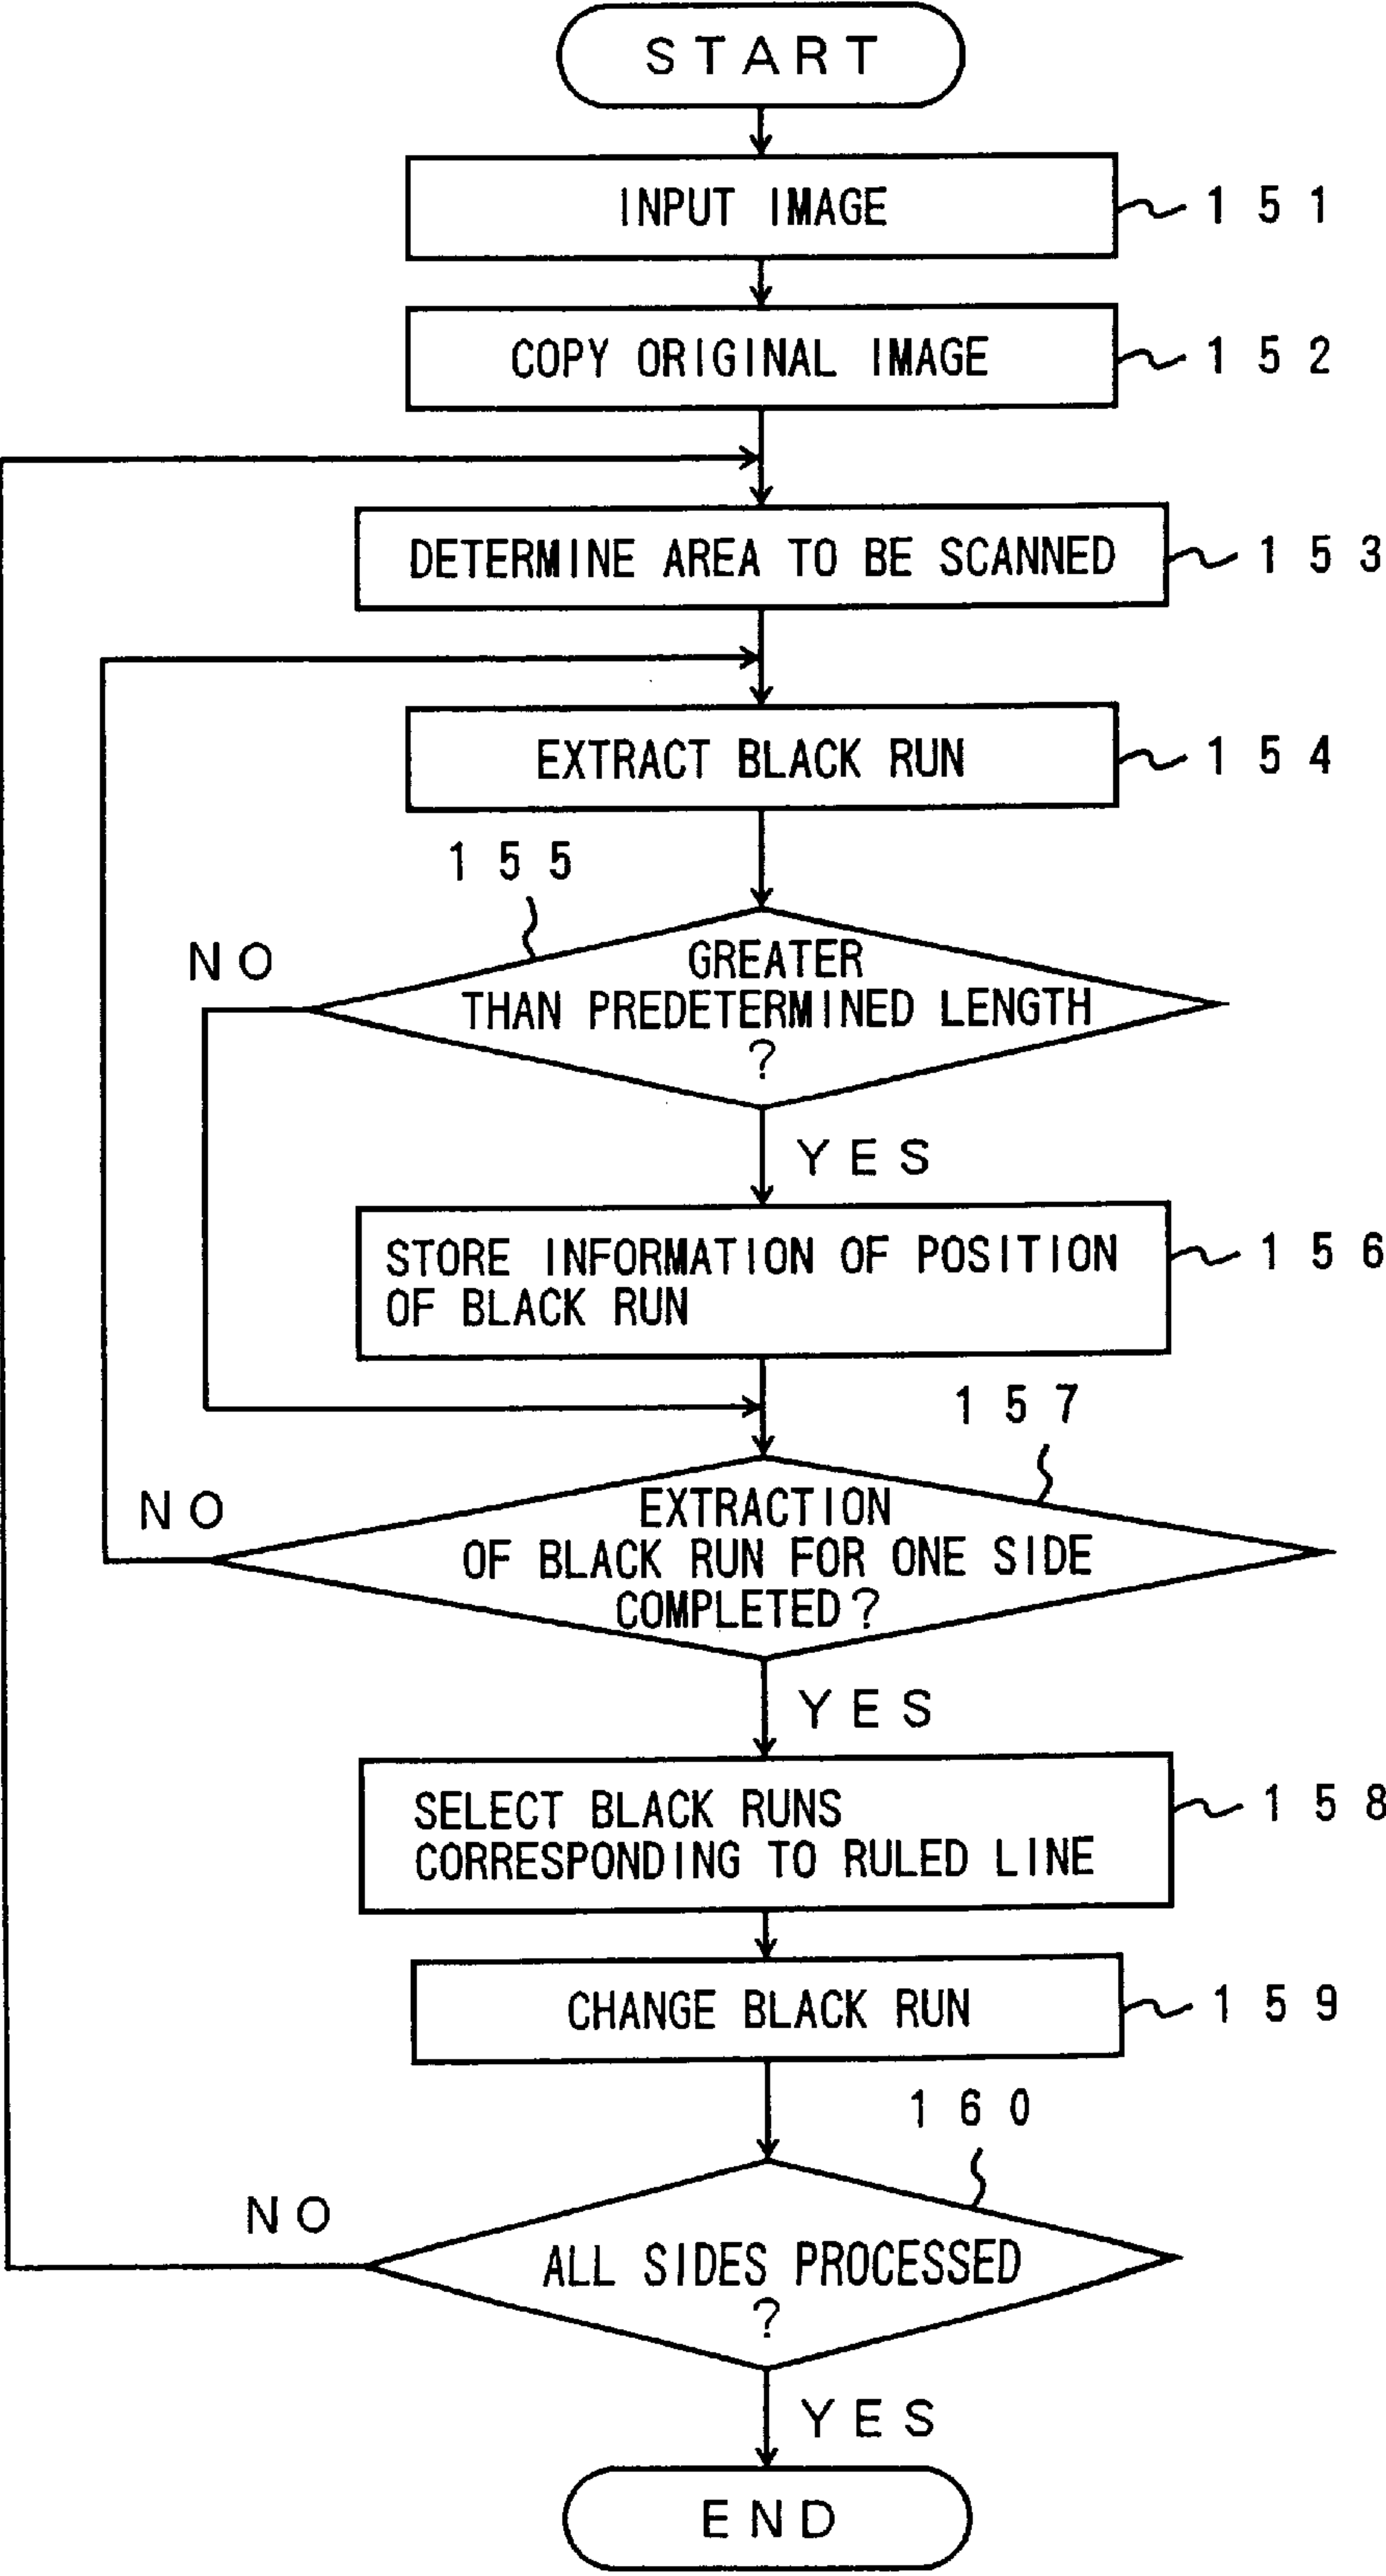 START
INPUT IMAGE
151
COPY ORIGINAL IMAGE
152
DETERMINE AREA TO BE SCANNED
153
EXTRACT BLACK RUN
154
155
NO
GREATER
THAN PREDETERMINED LENGTH
?
YES
STORE INFORMATION OF POSITION
OF BLACK RUN
156
157
NO
EXTRACTION
OF BLACK RUN FOR ONE SIDE
COMPLETED?
YES
SELECT BLACK RUNS
CORRESPONDING TO RULED LINE
158
CHANGE BLACK RUN
159
160
NO
ALL SIDES PROCESSED
?
YES
END